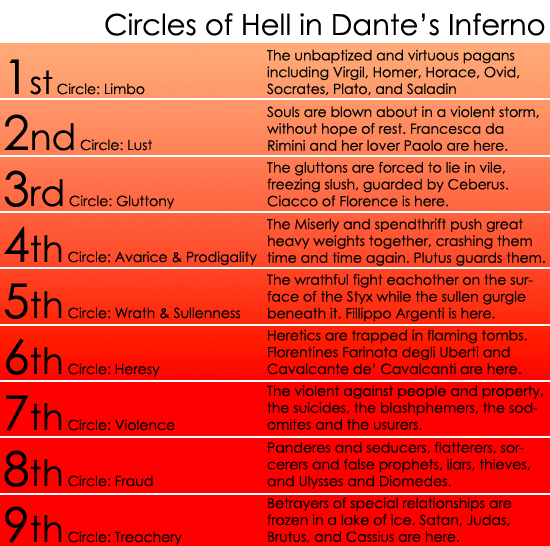 Circles of Hell in Dante's Inferno
1st Circle: Limbo
The unbaptized and virtuous pagans
including Virgil, Homer, Horace, Ovid,
Socrates, Plato, and Saladin
2nd Circle: Lust
Souls are blown about in a violent storm,
without hope of rest. Francesca da
Rimini and her lover Paolo are here.
3rd Circle: Gluttony
The gluttons are forced to lie in vile,
freezing slush, guarded by Ceberus.
Ciacco of Florence is here.
4th Circle: Avarice & Prodigality
The Miserly and spendthrift push great
heavy weights together, crashing them
time and time again. Plutus guards them.
5th Circle: Wrath & Sullenness
The wrathful fight eachother on the sur-
face of the Styx while the sullen gurgle
beneath it. Fillippo Argenti is here.
6th Circle: Heresy
Heretics are trapped in flaming tombs.
Florentines Farinata degli Uberti and
Cavalcante de' Cavalcanti are here.
7th Circle: Violence
The violent against people and property,
the suicides, the blashphemers, the sod-
omites and the usurers.
8th Circle: Fraud
Panderes and seducers, flatterers, sor-
cerers and false prophets, liars, thieves,
and Ulysses and Diomedes.
9th Circle: Treachery
Betrayers of special relationships are
frozen in a lake of ice. Satan, Judas,
Brutus, and Cassius are here.